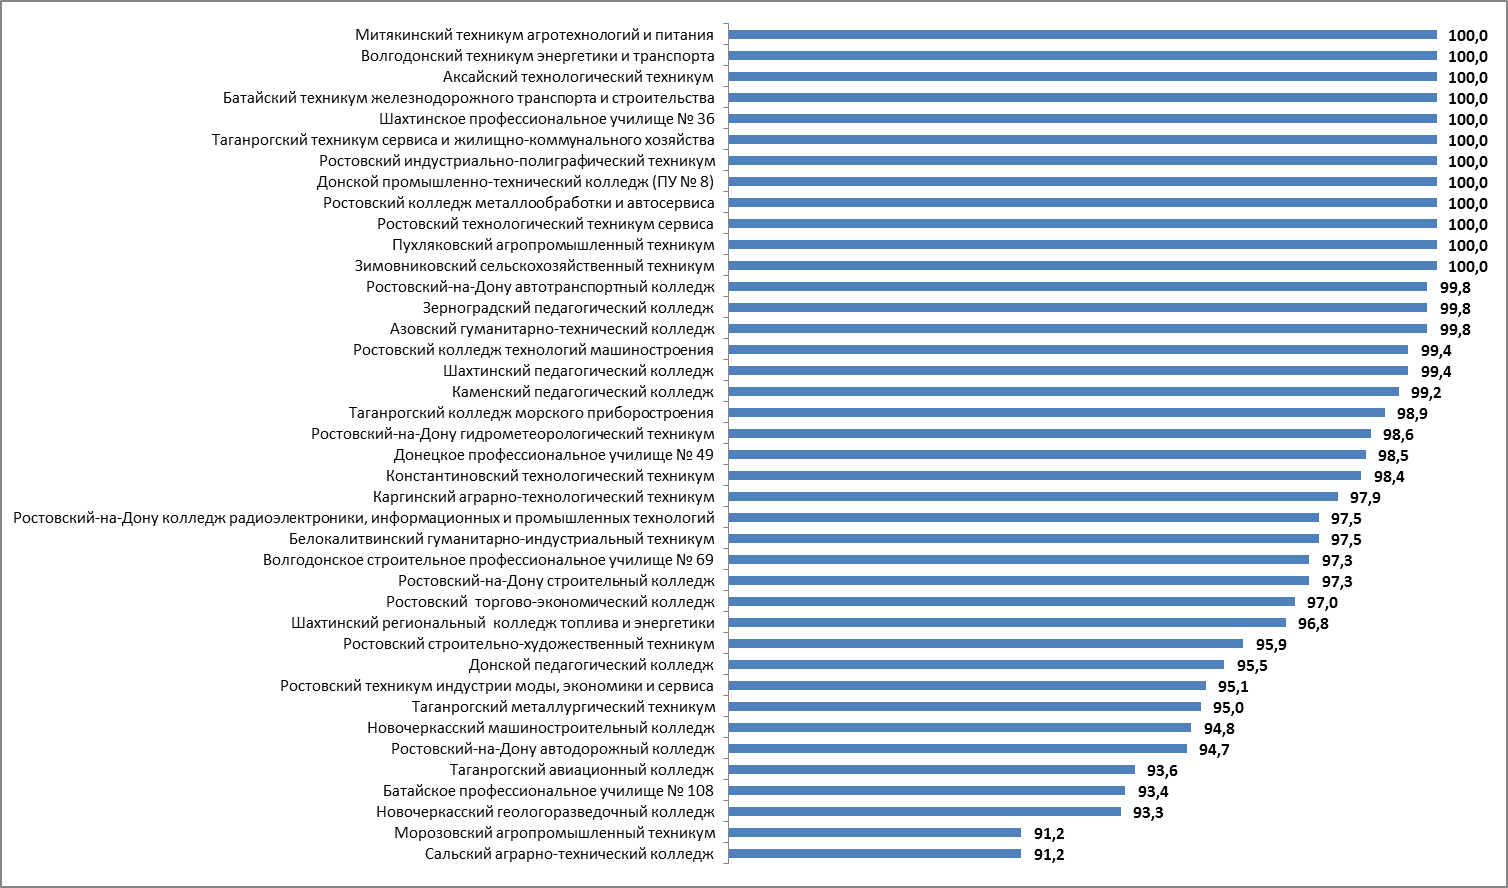 Митякинский техникум агротехнологий и питания 100,0
Волгодонский техникум энергетики и транспорта 100,0
Аксайский технологический техникум 100,0
Батайский техникум железнодорожного транспорта и строительства 100,0
Шахтинское профессиональное училище № 36 100,0
Таганрогский техникум сервиса и жилищно-коммунального хозяйства 100,0
Ростовский индустриально-полиграфический техникум 100,0
Донской промышленно-технический колледж (ПУ № 8) 100,0
Ростовский колледж металлообработки и автосервиса 100,0
Ростовский технологический техникум сервиса 100,0
Пухляковский агропромышленный техникум 100,0
Зимовниковский сельскохозяйственный техникум 100,0
Ростовский-на-Дону автотранспортный колледж 99,8
Зерноградский педагогический колледж 99,8
Азовский гуманитарно-технический колледж 99,8
Ростовский колледж технологий машиностроения 99,4
Шахтинский педагогический колледж 99,4
Каменский педагогический колледж 99,2
Таганрогский колледж морского приборостроения 98,9
Ростовский-на-Дону гидрометеорологический техникум 98,6
Донецкое профессиональное училище № 49 98,5
Константиновский технологический техникум 98,4
Каргинский аграрно-технологический техникум 97,9
Ростовский-на-Дону колледж радиоэлектроники, информационных и промышленных технологий 97,5
Белокалитвинский гуманитарно-индустриальный техникум 97,5
Волгодонское строительное профессиональное училище № 69 97,3
Ростовский-на-Дону строительный колледж 97,3
Ростовский  торгово-экономический колледж 97,0
Шахтинский региональный  колледж топлива и энергетики 96,8
Ростовский строительно-художественный техникум 95,9
Донской педагогический колледж 95,5
Ростовский техникум индустрии моды, экономики и сервиса 95,1
Таганрогский металлургический техникум 95,0
Новочеркасский машиностроительный колледж 94,8
Ростовский-на-Дону автодорожный колледж 94,7
Таганрогский авиационный колледж 93,6
Батайское профессиональное училище № 108 93,4
Новочеркасский геологоразведочный колледж 93,3
Морозовский агропромышленный техникум 91,2
Сальский аграрно-технический колледж 91,2